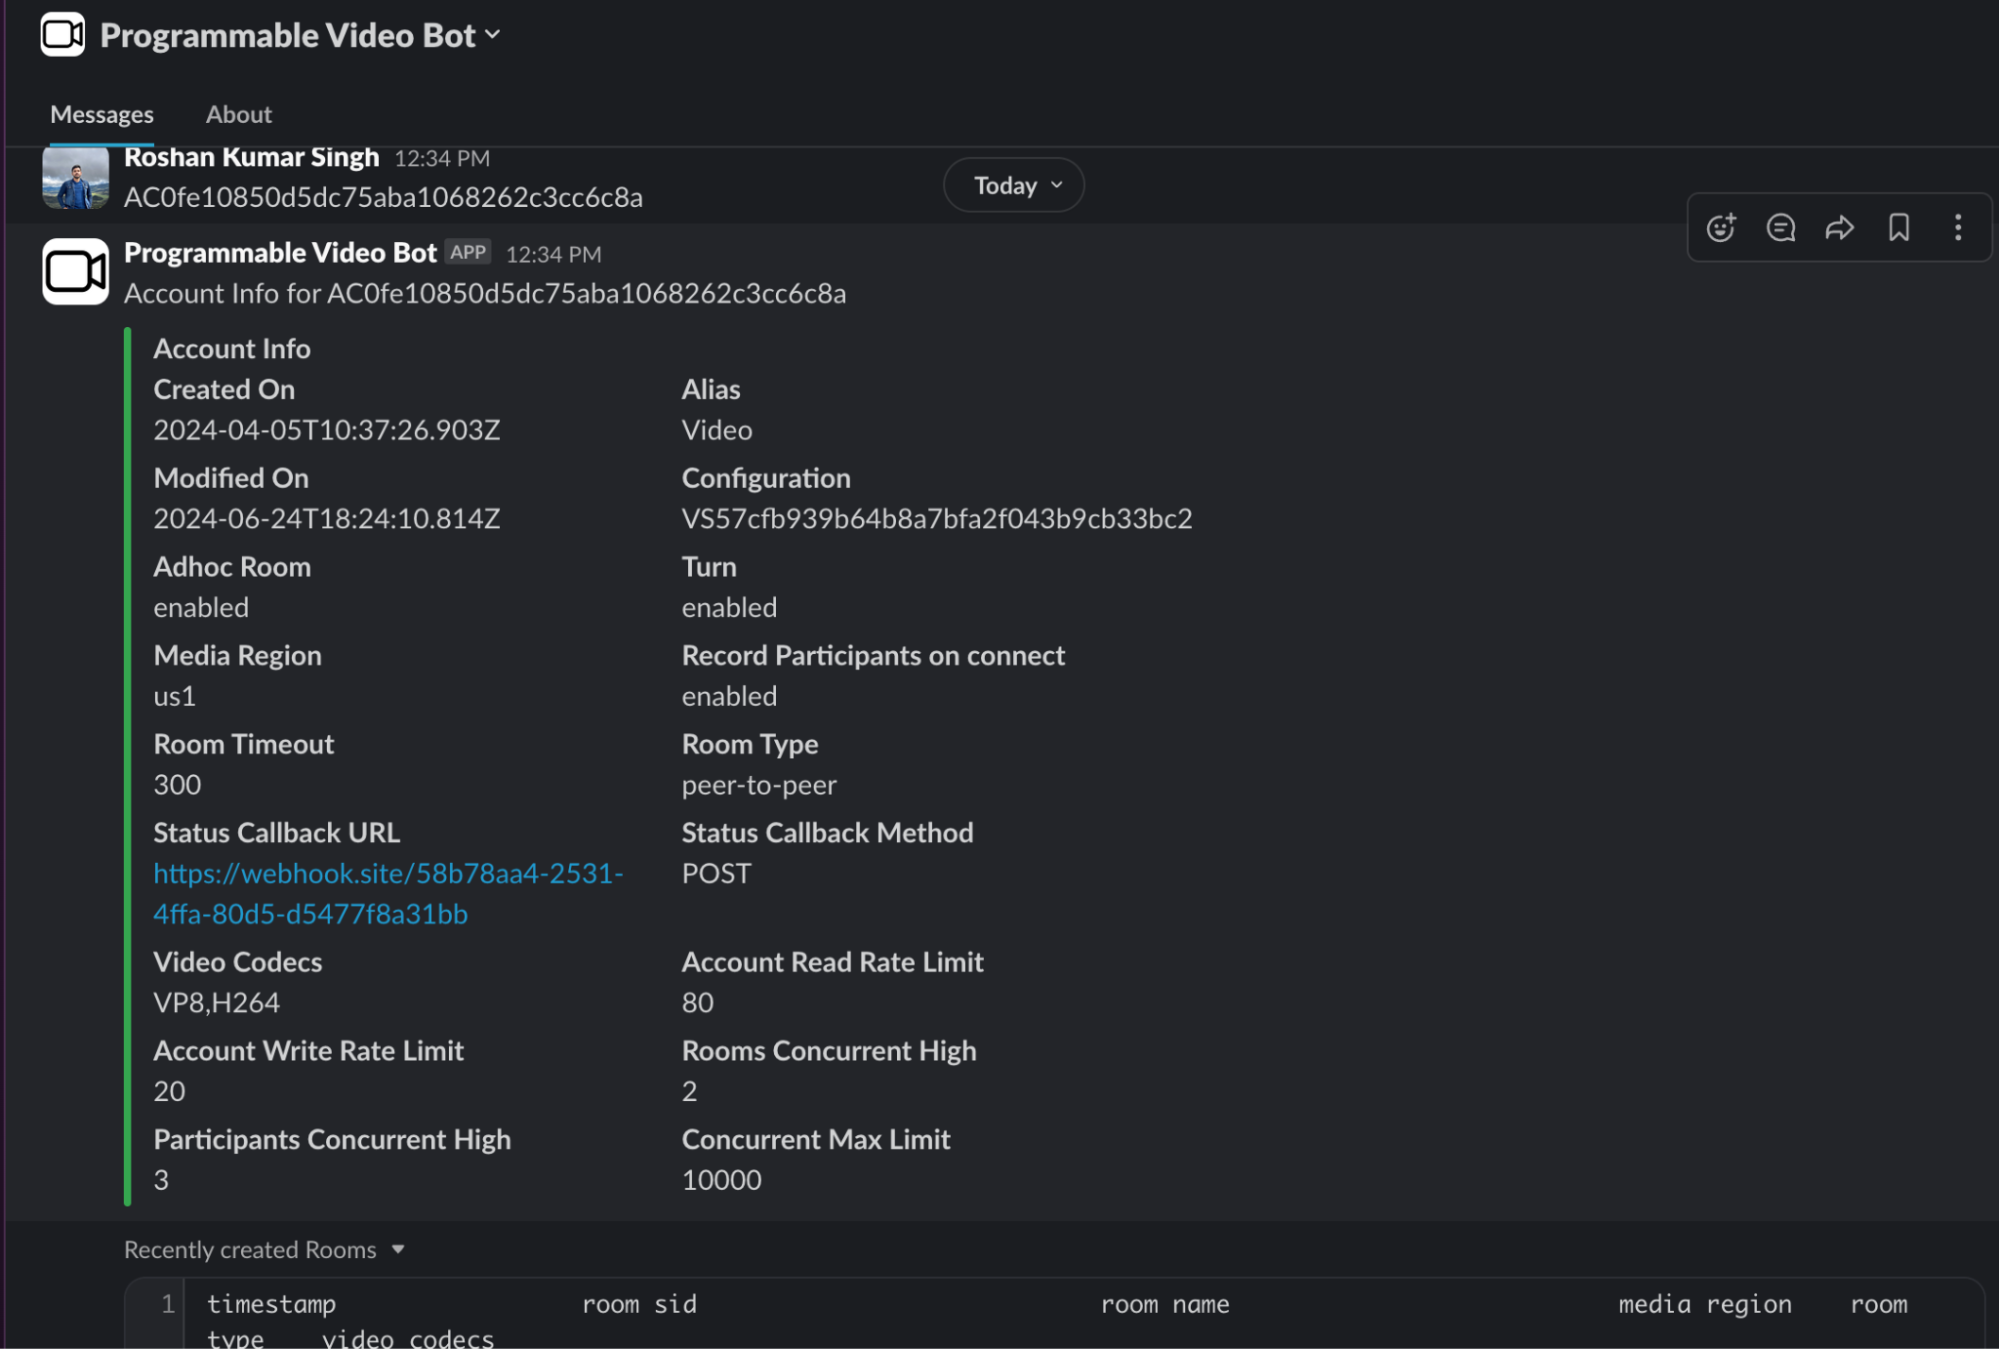 Programmable Video Bot
Messages About
Roshan Kumar Singh 12:34 PM
AC0fe10850d5dc75aba1068262c3cc6c8a
Today
Programmable Video Bot APP 12:34 PM
Account Info for AC0fe10850d5dc75aba1068262c3cc6c8a
Account Info
Created On Alias
2024-04-05T10:37:26.903Z Video
Modified On Configuration
2024-06-24T18:24:10.814Z VS57cfb939b64b8a7bfa2f043b9cb33bc2
Adhoc Room Turn
enabled enabled
Media Region Record Participants on connect
us1 enabled
Room Timeout Room Type
300 peer-to-peer
Status Callback URL Status Callback Method
https://webhook.site/58b78aa4-2531- POST
4ffa-80d5-d5477f8a31bb
Video Codecs Account Read Rate Limit
VP8,H264 80
Account Write Rate Limit Rooms Concurrent High
20 2
Participants Concurrent High Concurrent Max Limit
3 10000
Recently created Rooms
1 timestamp room sid room name media region room
type video codecs